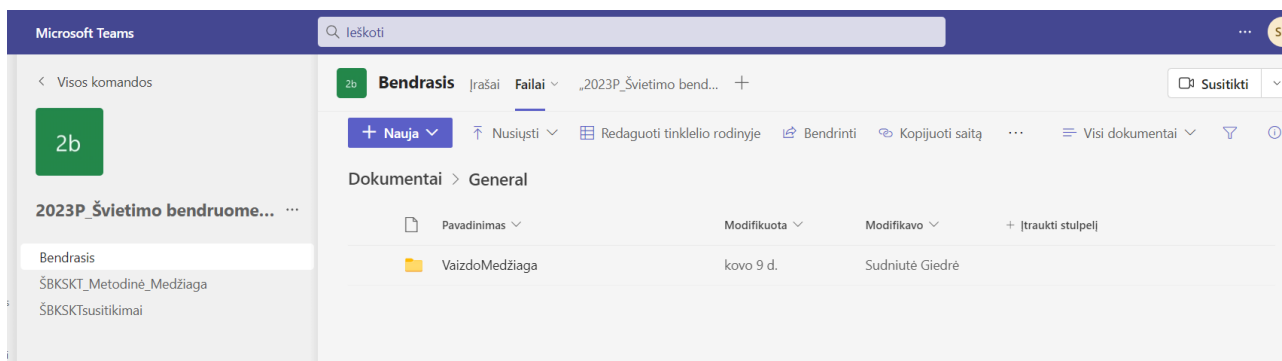 Microsoft Teams
Ieškoti
S
Visos komandos
2b
2023P_Švietimo bendruome...
Bendrasis
ŠBKSKT_Metodinė_Medžiaga
ŠBKSKTsusitikimai
2b Bendrasis Įrašai Failai „2023P_Švietimo bend...
Susitikti
Nauja Nusiųsti Redaguoti tinklelio rodinyje Bendrinti Kopijuoti saitą ... Visi dokumentai
Dokumentai > General
Pavadinimas Modifikuota Modifikavo + Įtraukti stulpelį
VaizdoMedžiaga kovo 9 d. Sudniutė Giedrė